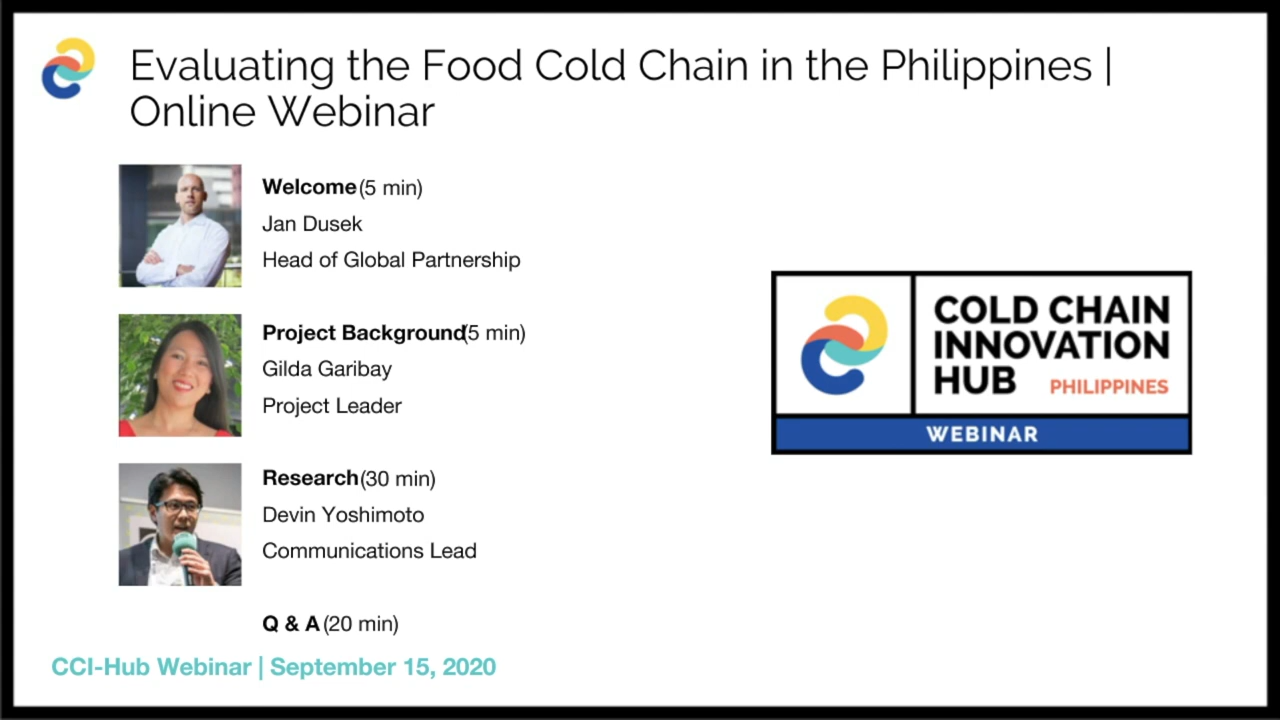 Evaluating the Food Cold Chain in the Philippines |
Online Webinar
Welcome (5 min)
Jan Dusek
Head of Global Partnership
Project Background (5 min)
Gilda Garibay
Project Leader
Research (30 min)
Devin Yoshimoto
Communications Lead
Q & A (20 min)
COLD CHAIN
INNOVATION
HUB PHILIPPINES
WEBINAR
CCI-Hub Webinar | September 15, 2020